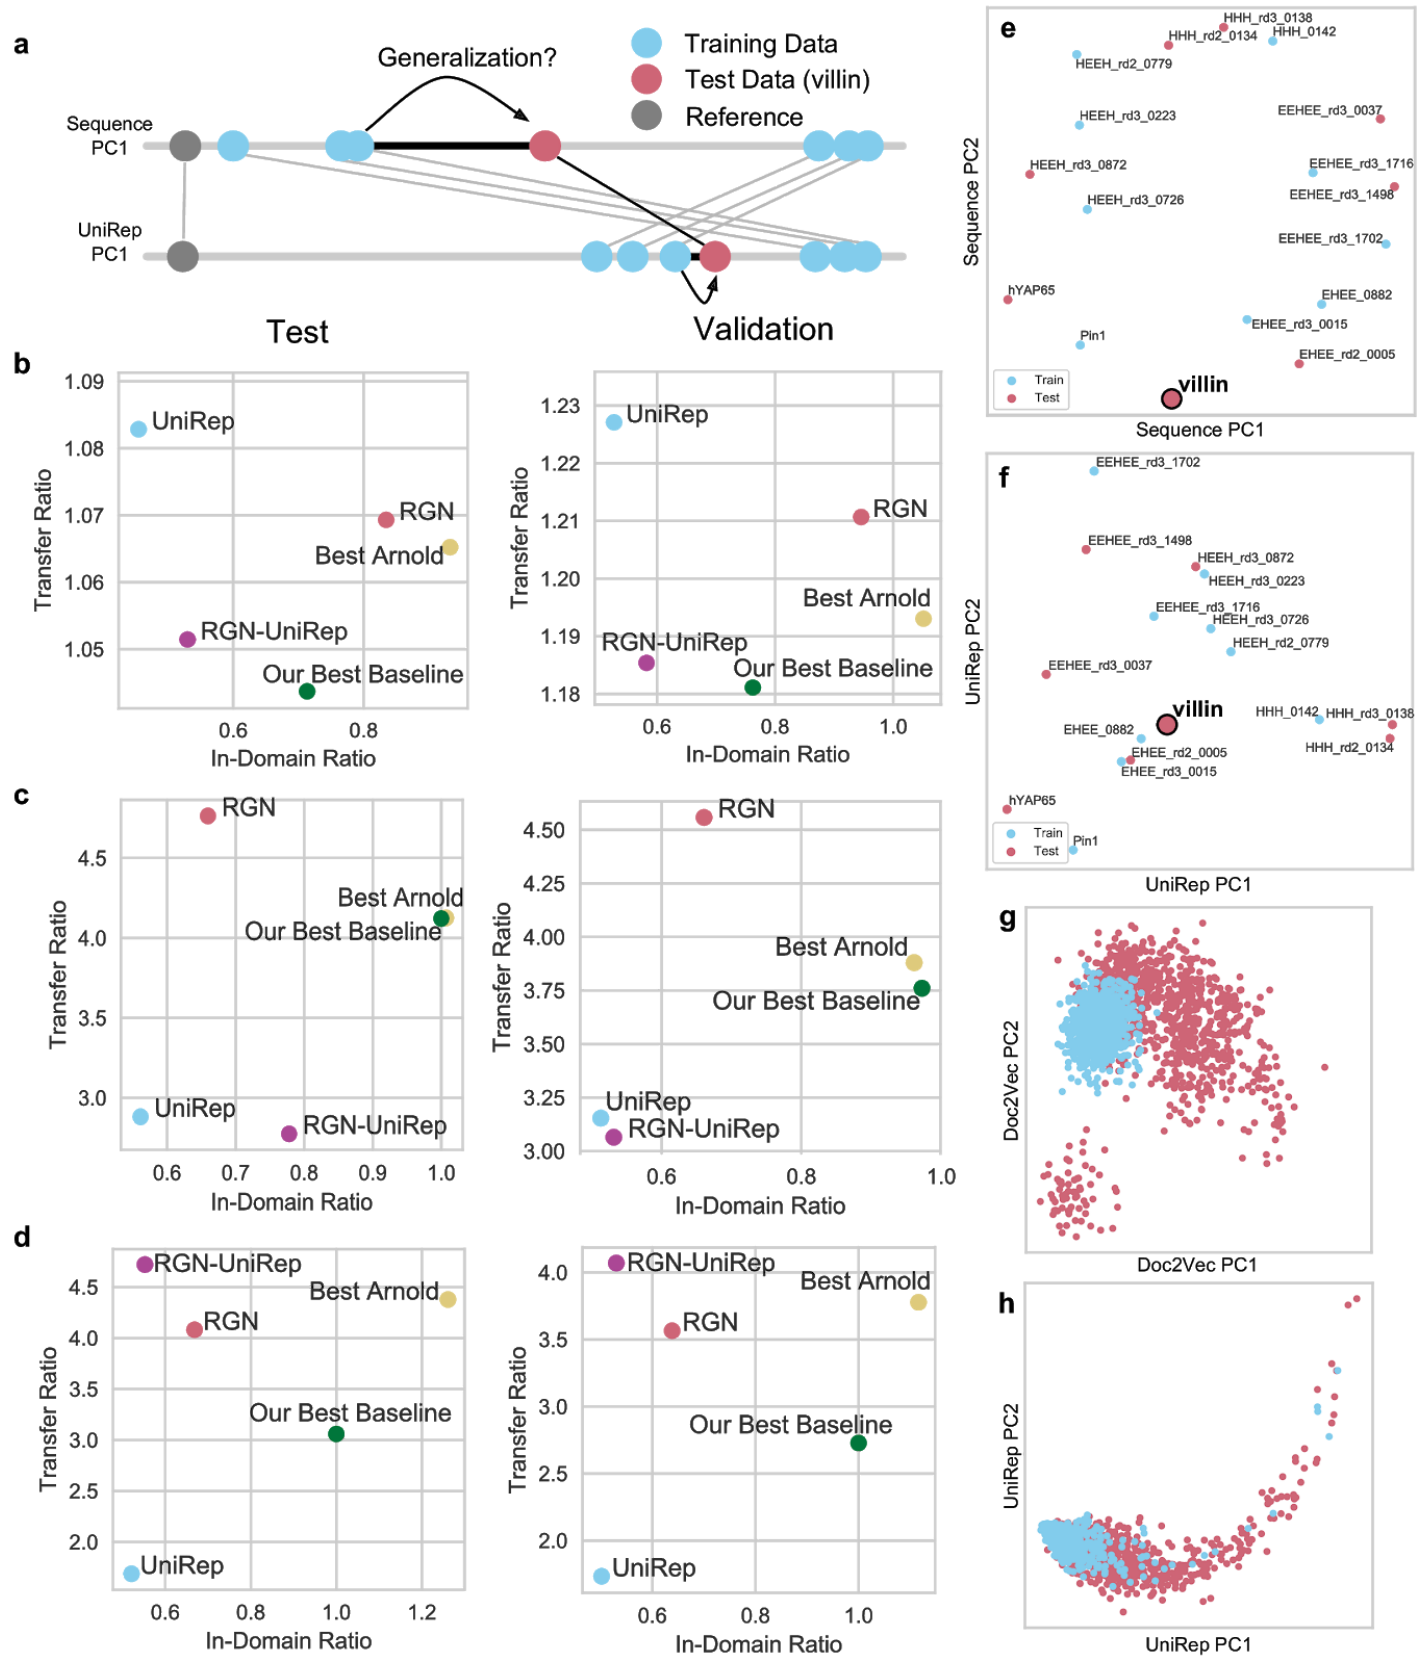 a
Generalization?
Training Data
Test Data (villin)
Reference
Sequence
PC1
UniRep
PC1
Test
Validation
b
1.09
1.08
1.07
1.06
1.05
Transfer Ratio
UniRep
RGN
Best Arnold
RGN-UniRep
Our Best Baseline
0.6
0.8
In-Domain Ratio
1.23
1.22
1.21
1.20
1.19
1.18
Transfer Ratio
UniRep
RGN
Best Arnold
RGN-UniRep
Our Best Baseline
0.6
0.8
1.0
In-Domain Ratio
c
4.5
4.0
3.5
3.0
Transfer Ratio
RGN
Best Arnold
Our Best Baseline
UniRep
RGN-UniRep
0.6
0.7
0.8
0.9
1.0
In-Domain Ratio
4.50
4.25
4.00
3.75
3.50
3.25
3.00
Transfer Ratio
RGN
Best Arnold
Our Best Baseline
UniRep
RGN-UniRep
0.6
0.8
1.0
In-Domain Ratio
d
4.5
4.0
3.5
3.0
2.5
2.0
Transfer Ratio
RGN-UniRep
Best Arnold
RGN
Our Best Baseline
UniRep
0.6
0.8
1.0
1.2
In-Domain Ratio
4.0
3.5
3.0
2.5
2.0
Transfer Ratio
RGN-UniRep
Best Arnold
RGN
Our Best Baseline
UniRep
0.6
0.8
1.0
In-Domain Ratio
e
HHH_rd3_0138
HHH_rd2_0134
HHH_0142
HEEH_rd2_0779
HEEH_rd3_0223
EEHEE_rd3_0037
HEEH_rd3_0872
EEHEE_rd3_1716
EEHEE_rd3_1498
HEEH_rd3_0726
EEHEE_rd3_1702
hYAP65
EHEE_0882
EHEE_rd3_0015
Pin1
EHEE_rd2_0005
villin
Train
Test
Sequence PC2
Sequence PC1
f
EEHEE_rd3_1702
EEHEE_rd3_1498
HEEH_rd3_0872
HEEH_rd3_0223
EEHEE_rd3_1716
HEEH_rd3_0726
HEEH_rd2_0779
EEHEE_rd3_0037
villin
HHH_0142
HHH_rd3_0138
EHEE_0882
HHH_rd2_0134
EHEE_rd2_0005
EHEE_rd3_0015
hYAP65
Pin1
Train
Test
UniRep PC2
UniRep PC1
g
Doc2Vec PC2
Doc2Vec PC1
h
UniRep PC2
UniRep PC1